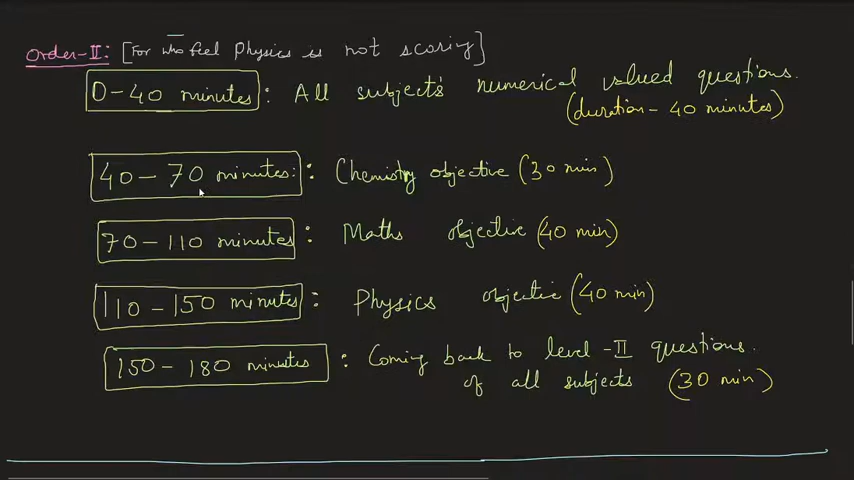 Order-II: [For who feel Physics is not scoring]
0-40 minutes : All subject's numerical valued questions.
(duration - 40 minutes)
40 - 70 minutes: : Chemistry objective (30 min)
70 - 110 minutes : Maths objective (40 min)
110 - 150 minutes : Physics objective (40 min)
150 - 180 minutes : Coming back to level-II questions.
of all subjects (30 min)